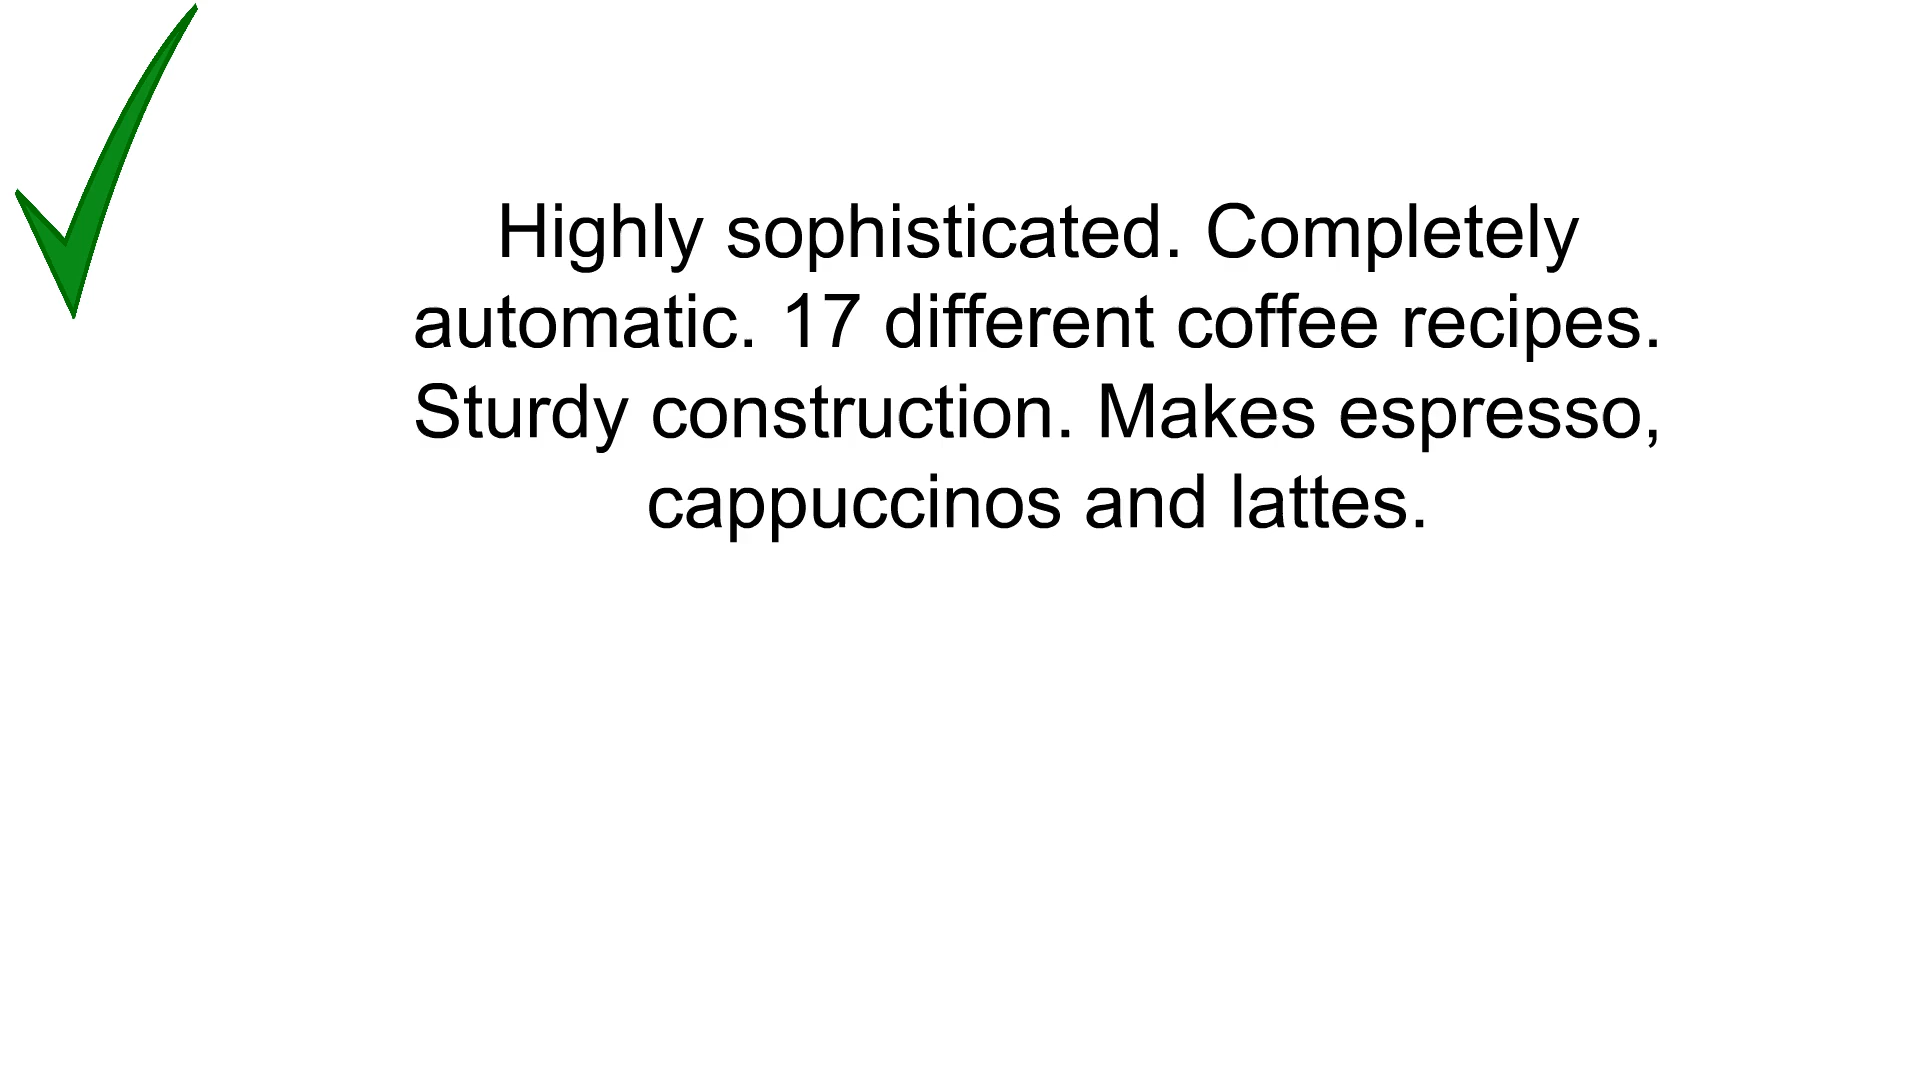 Highly sophisticated. Completely
automatic. 17 different coffee recipes.
Sturdy construction. Makes espresso,
cappuccinos and lattes.